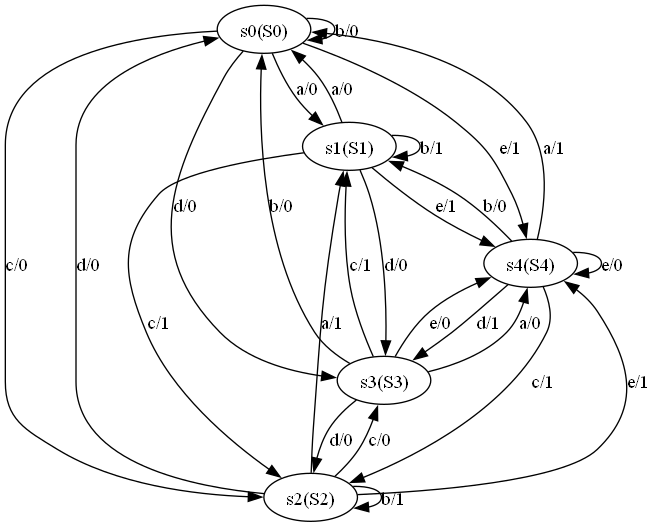 s0(S0)
b/0
a/0
a/0
s1(S1)
b/1
e/1
a/1
d/0
b/0
e/1
b/0
c/0
d/0
c/1
d/0
s4(S4)
e/0
c/1
a/1
e/0
d/1
a/0
s3(S3)
c/1
e/1
d/0
c/0
s2(S2)
b/1